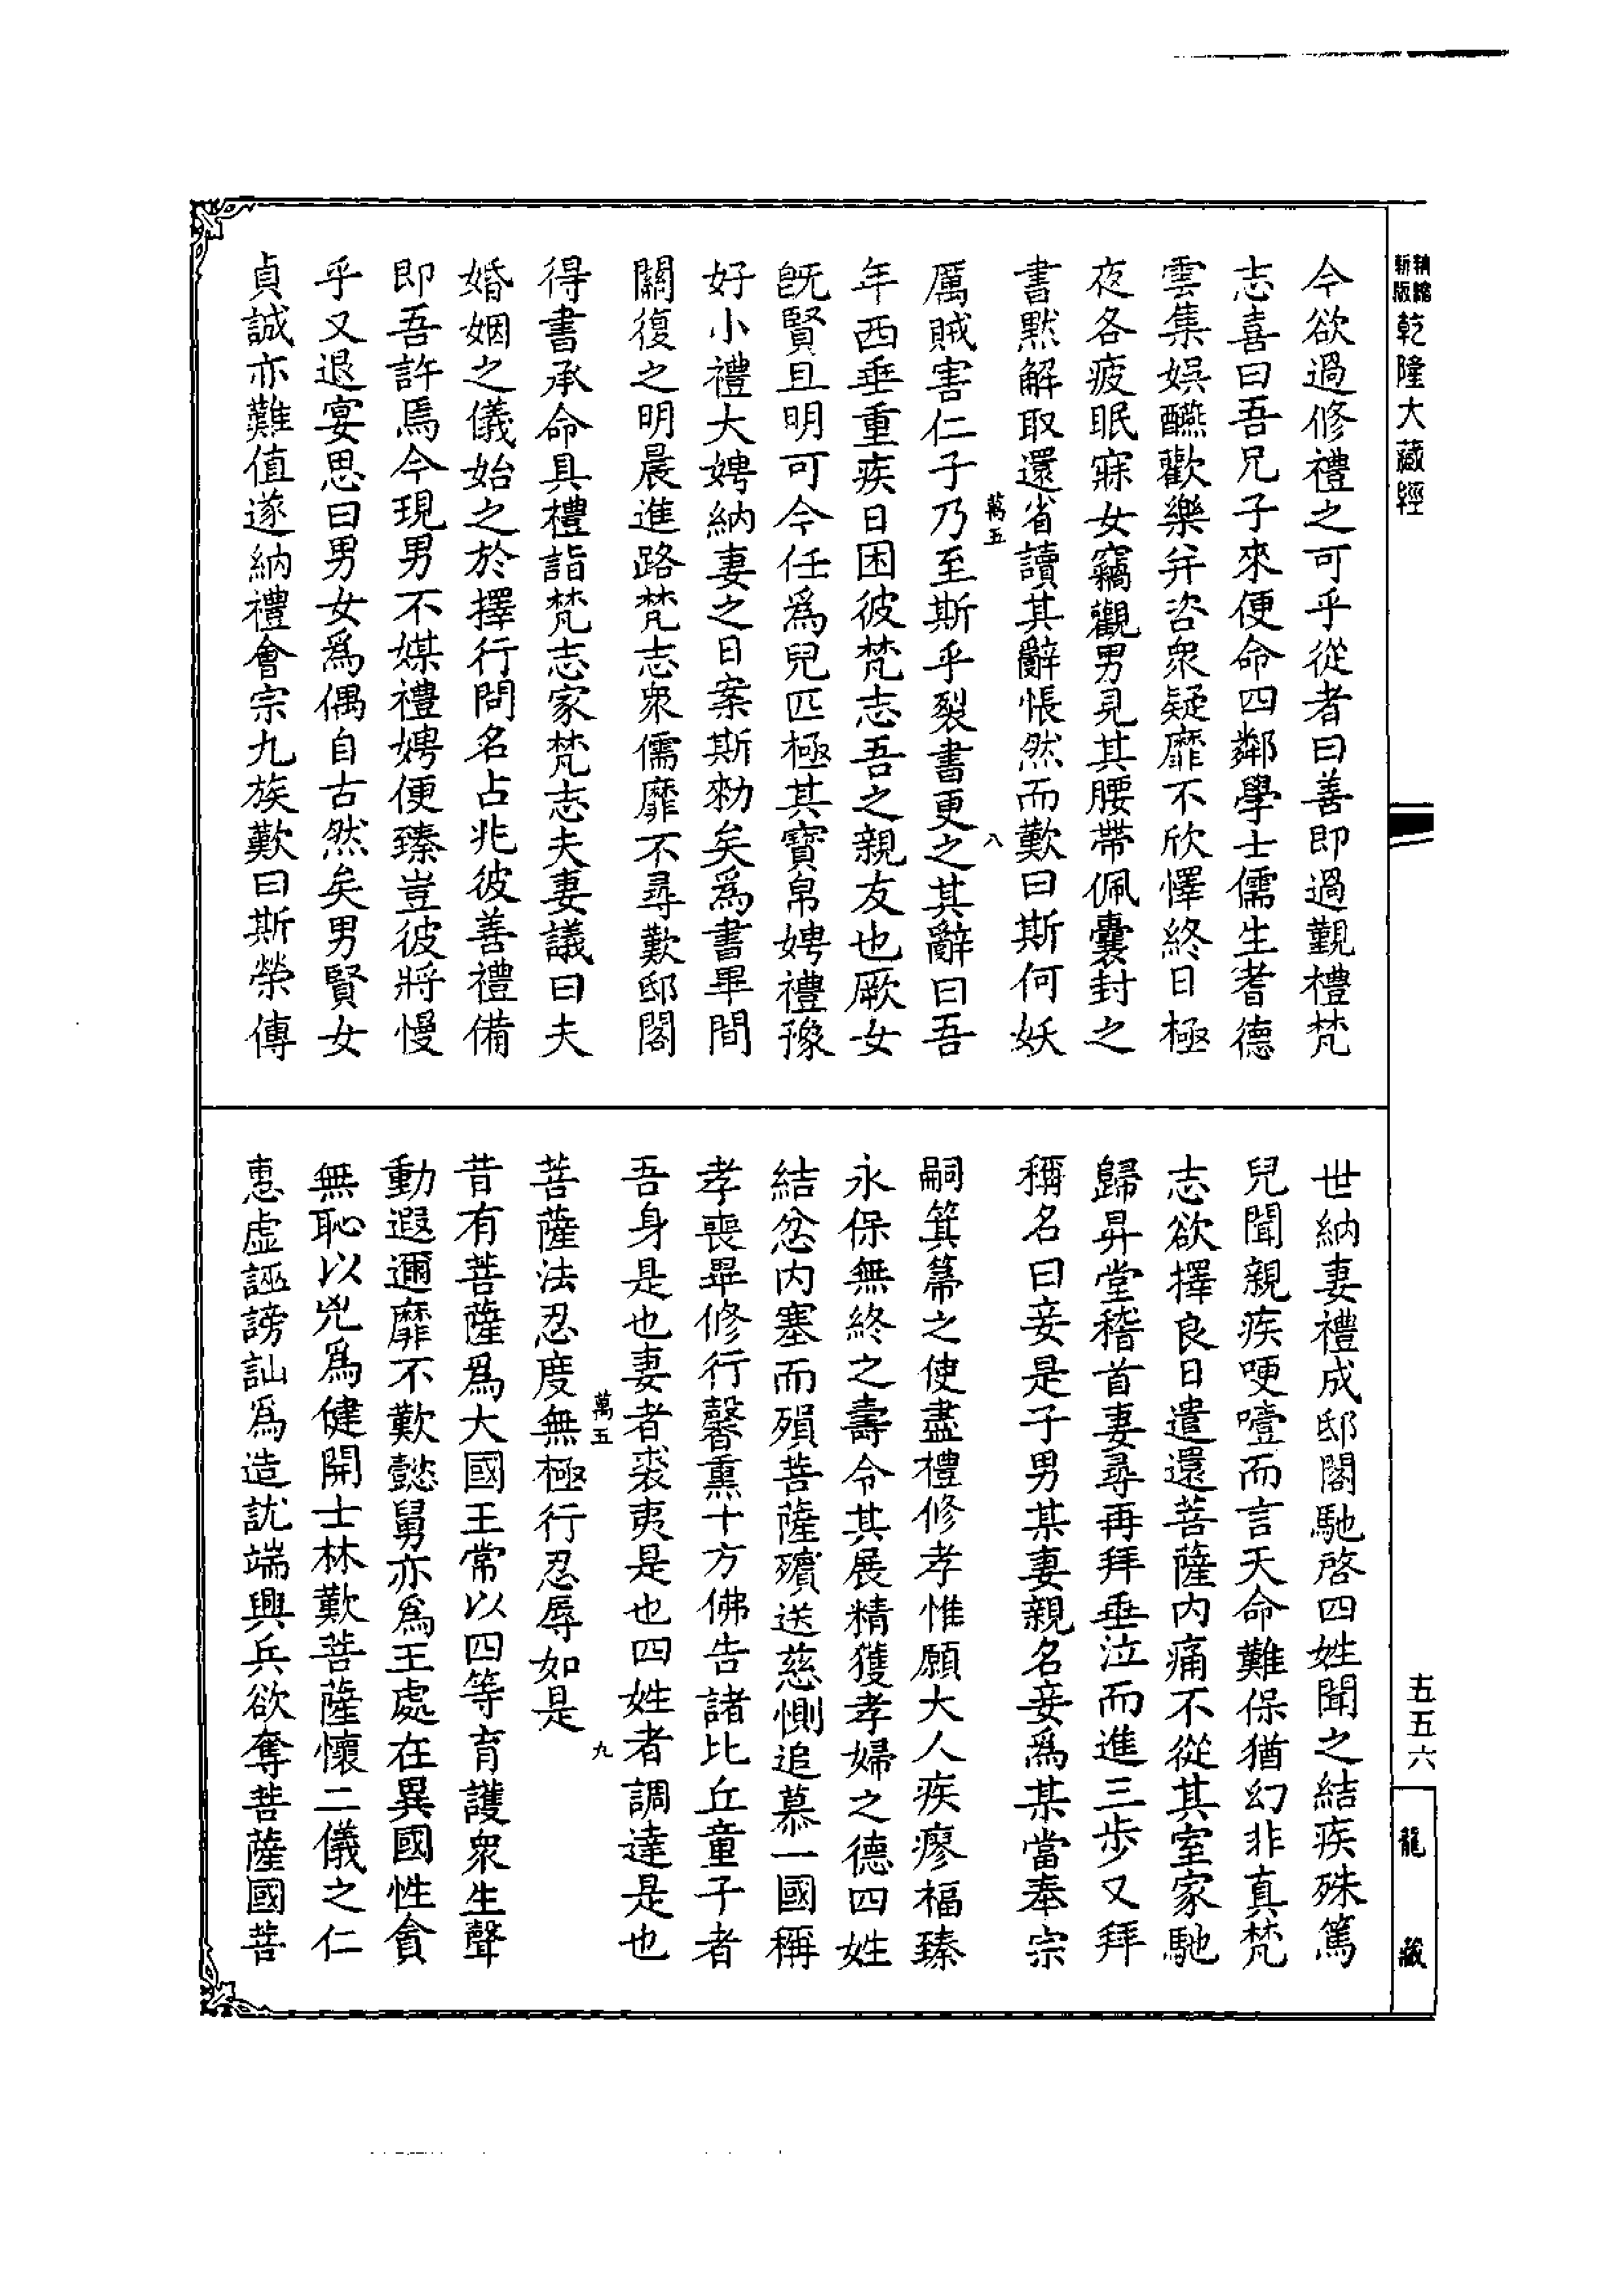 精縮新版乾隆大藏經
今欲過修禮之可乎從者曰善即過覲禮梵
志喜曰吾兄子來便命四鄰學士儒生耆德
雲集娛醼歡樂并咨衆疑靡不欣懌終日極
夜各疲眠寐女竊觀男見其腰帶佩囊封之
書黙解取還省讀其辭悵然而歎曰斯何妖
萬五
八
厲賊害仁子乃至斯乎裂書更之其辭曰吾
年西垂重疾日困彼梵志吾之親友也厥女
旣賢且明可今任爲兒匹極其寶帛娉禮豫
好小禮大娉納妻之日案斯勑矣爲書畢間
關復之明晨進路梵志衆儒靡不尋歎邸閣
得書承命具禮詣梵志家梵志夫妻議曰夫
婚姻之儀始之於擇行問名占兆彼善禮備
即吾許焉今現男不媒禮娉便臻豈彼將慢
乎又退宴思曰男女爲偶自古然矣男賢女
貞誠亦難值遂納禮會宗九族歎曰斯榮傳
世納妻禮成邸閣馳啓四姓聞之結疾殊篤
兒聞親疾哽噎而言天命難保猶幻非真梵
志欲擇良日遣還菩薩内痛不從其室家馳
歸昇堂稽首妻尋再拜垂泣而進三步又拜
稱名曰妾是子男某妻親名妾爲某當奉宗
嗣箕箒之使盡禮修孝惟願大人疾瘳福臻
永保無終之壽令其展精獲孝婦之德四姓
結忿内塞而殞菩薩殯送慈惻追慕一國稱
孝喪畢修行馨熏十方佛告諸比丘童子者
吾身是也妻者裘夷是也四姓者調達是也
萬五
九
菩薩法忍度無極行忍辱如是
昔有菩薩爲大國王常以四等育護衆生聲
動遐邇靡不歎懿舅亦爲王處在異國性貪
無恥以兇爲健開士林歎菩薩懷二儀之仁
惠虛誣謗訕爲造訧端興兵欲奪菩薩國菩
五五六
龍藏